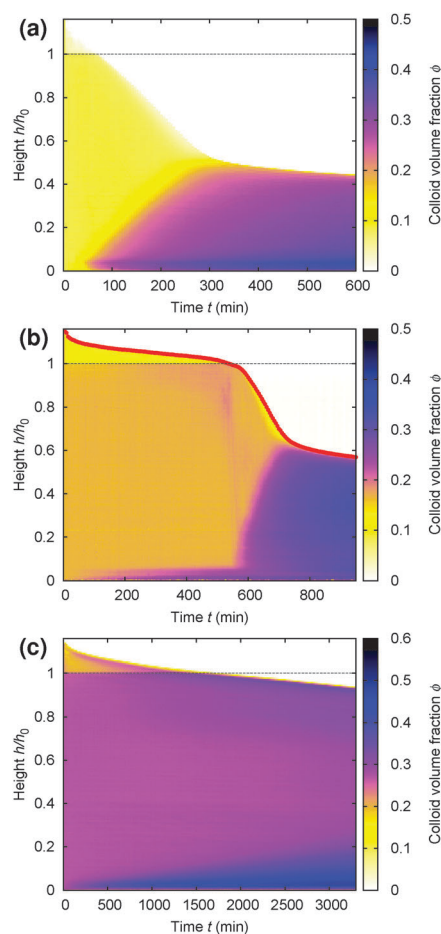 (a)
Height h/h₀
1
0.8
0.6
0.4
0.2
0
0 100 200 300 400 500 600
Time t (min)
0.5
0.4
0.3
0.2
0.1
0
Colloid volume fraction ϕ
(b)
Height h/h₀
1
0.8
0.6
0.4
0.2
0
0 200 400 600 800
Time t (min)
0.5
0.4
0.3
0.2
0.1
0
Colloid volume fraction ϕ
(c)
Height h/h₀
1
0.8
0.6
0.4
0.2
0
0 500 1000 1500 2000 2500 3000
Time t (min)
0.6
0.5
0.4
0.3
0.2
0.1
0
Colloid volume fraction ϕ